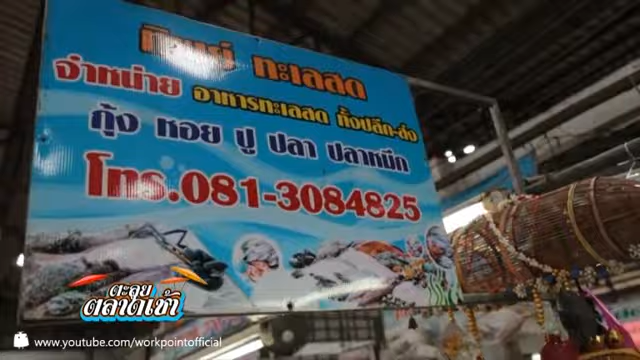 ทะเลสด
จำหน่าย อาหารทะเลสด ทั้งปลีก-ส่ง
กุ้ง หอย ปู ปลา ปลาหมึก
โทร.081-3084825
ตะลุย
ตลาดเช้า
www.youtube.com/workpointofficial